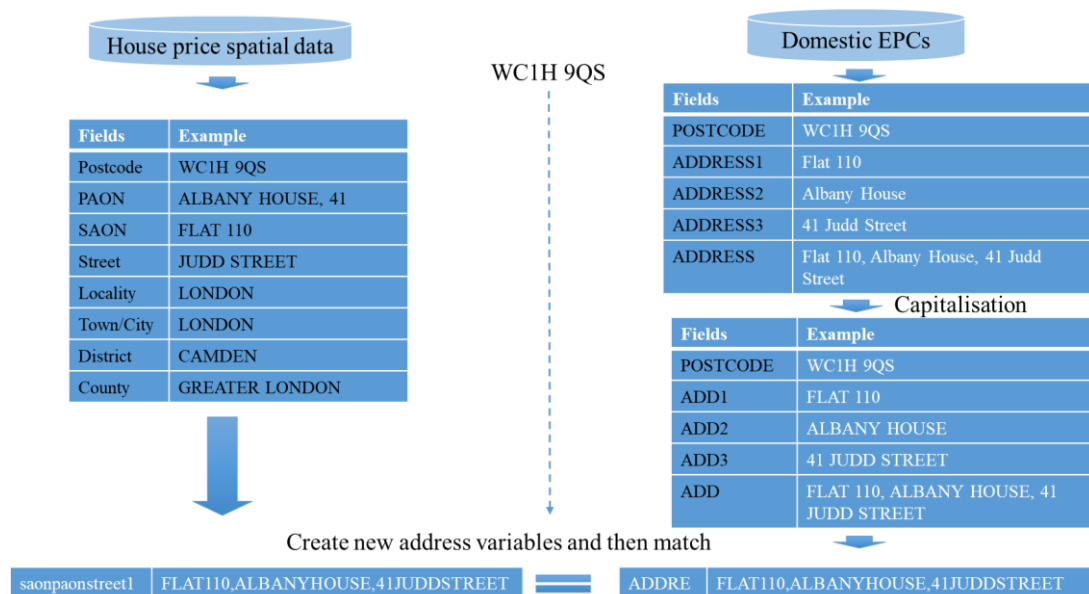 House price spatial data
WC1H 9QS
Domestic EPCs
Fields Example
Postcode WC1H 9QS
PAON ALBANY HOUSE, 41
SAON FLAT 110
Street JUDD STREET
Locality LONDON
Town/City LONDON
District CAMDEN
County GREATER LONDON
Fields Example
POSTCODE WC1H 9QS
ADDRESS1 Flat 110
ADDRESS2 Albany House
ADDRESS3 41 Judd Street
ADDRESS Flat 110, Albany House, 41 Judd
Street
Capitalisation
Fields Example
POSTCODE WC1H 9QS
ADD1 FLAT 110
ADD2 ALBANY HOUSE
ADD3 41 JUDD STREET
ADD FLAT 110, ALBANY HOUSE, 41
JUDD STREET
Create new address variables and then match
saonpaonstreet1 FLAT110,ALBANYHOUSE,41JUDDSTREET
ADDRE FLAT110,ALBANYHOUSE,41JUDDSTREET